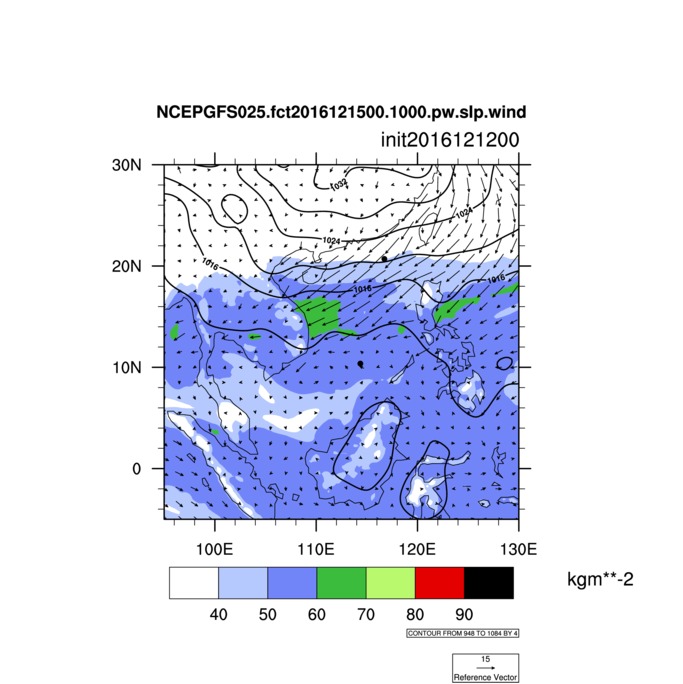 NCEPGFS025.fct2016121500.1000.pw.slp.wind
init2016121200
30N
1032
1024
1024
1016
20N
1016
1016
10N
0
100E 110E 120E 130E
kgm**-2
40 50 60 70 80 90
CONTOUR FROM 948 TO 1084 BY 4
15
Reference Vector